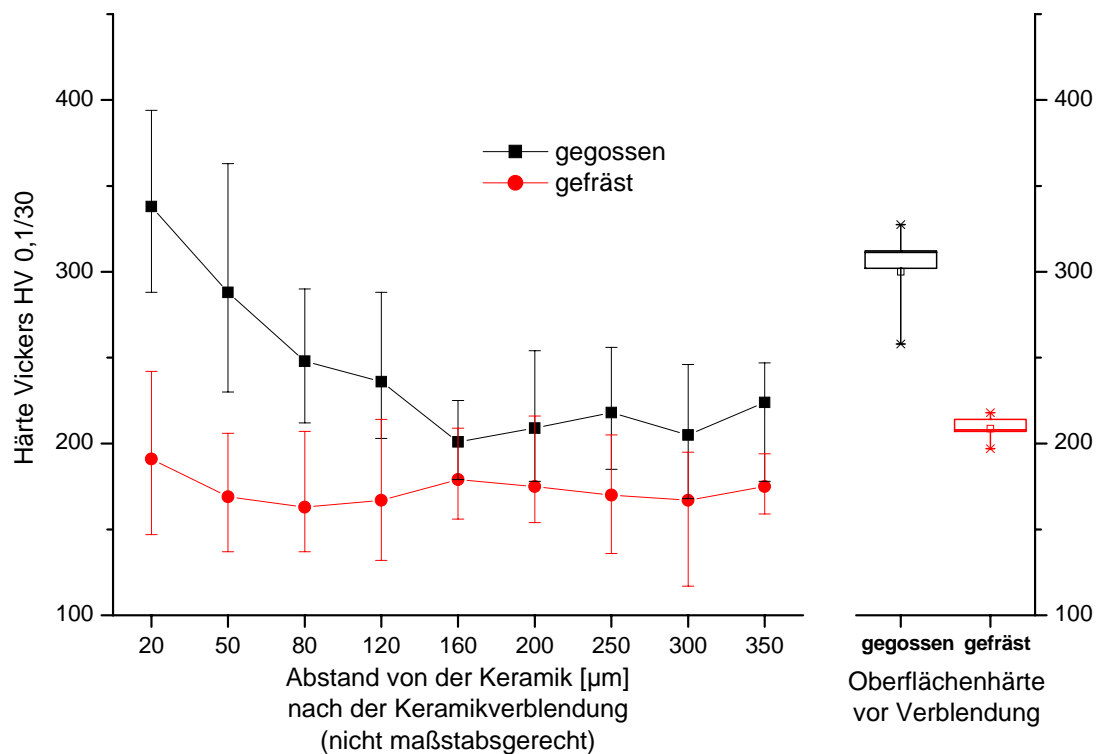 400
300
200
100
Härte Vickers HV 0,1/30
gegossen
gefräst
20 50 80 120 160 200 250 300 350
Abstand von der Keramik [µm]
nach der Keramikverblendung
(nicht maßstabsgerecht)
400
300
200
100
gegossen gefräst
Oberflächenhärte
vor Verblendung